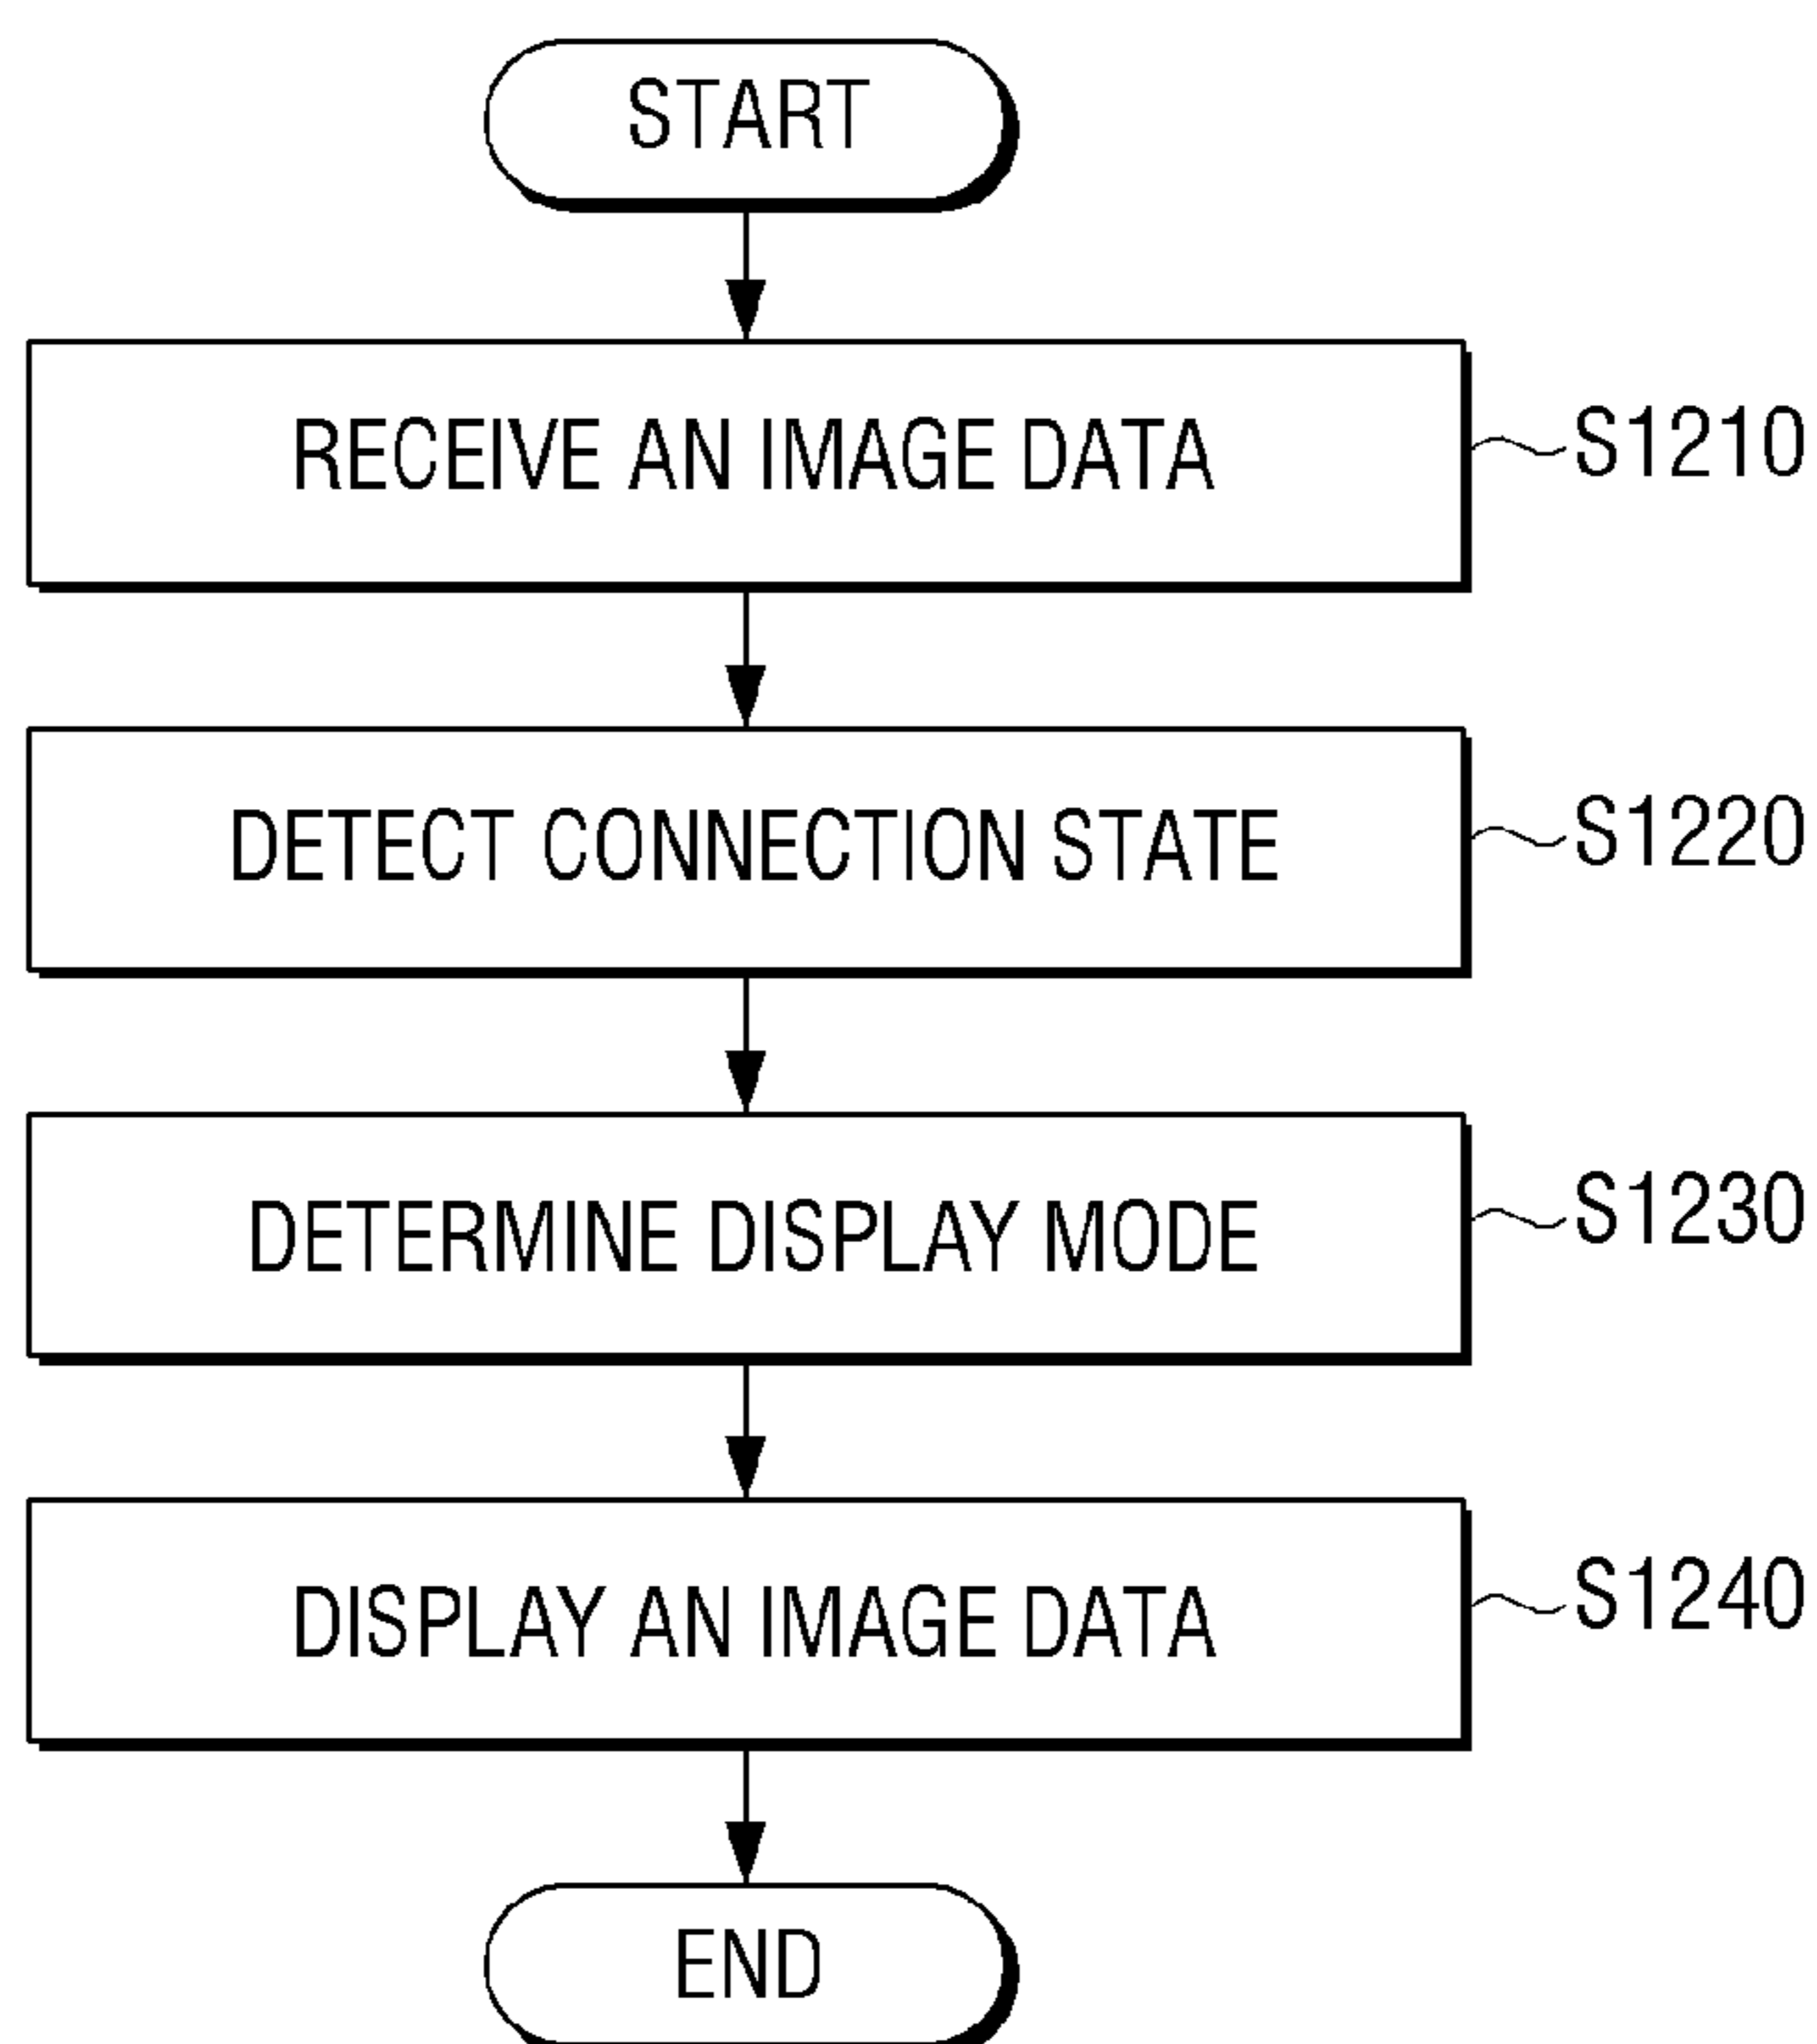 START
RECEIVE AN IMAGE DATA
S1210
DETECT CONNECTION STATE
S1220
DETERMINE DISPLAY MODE
S1230
DISPLAY AN IMAGE DATA
S1240
END